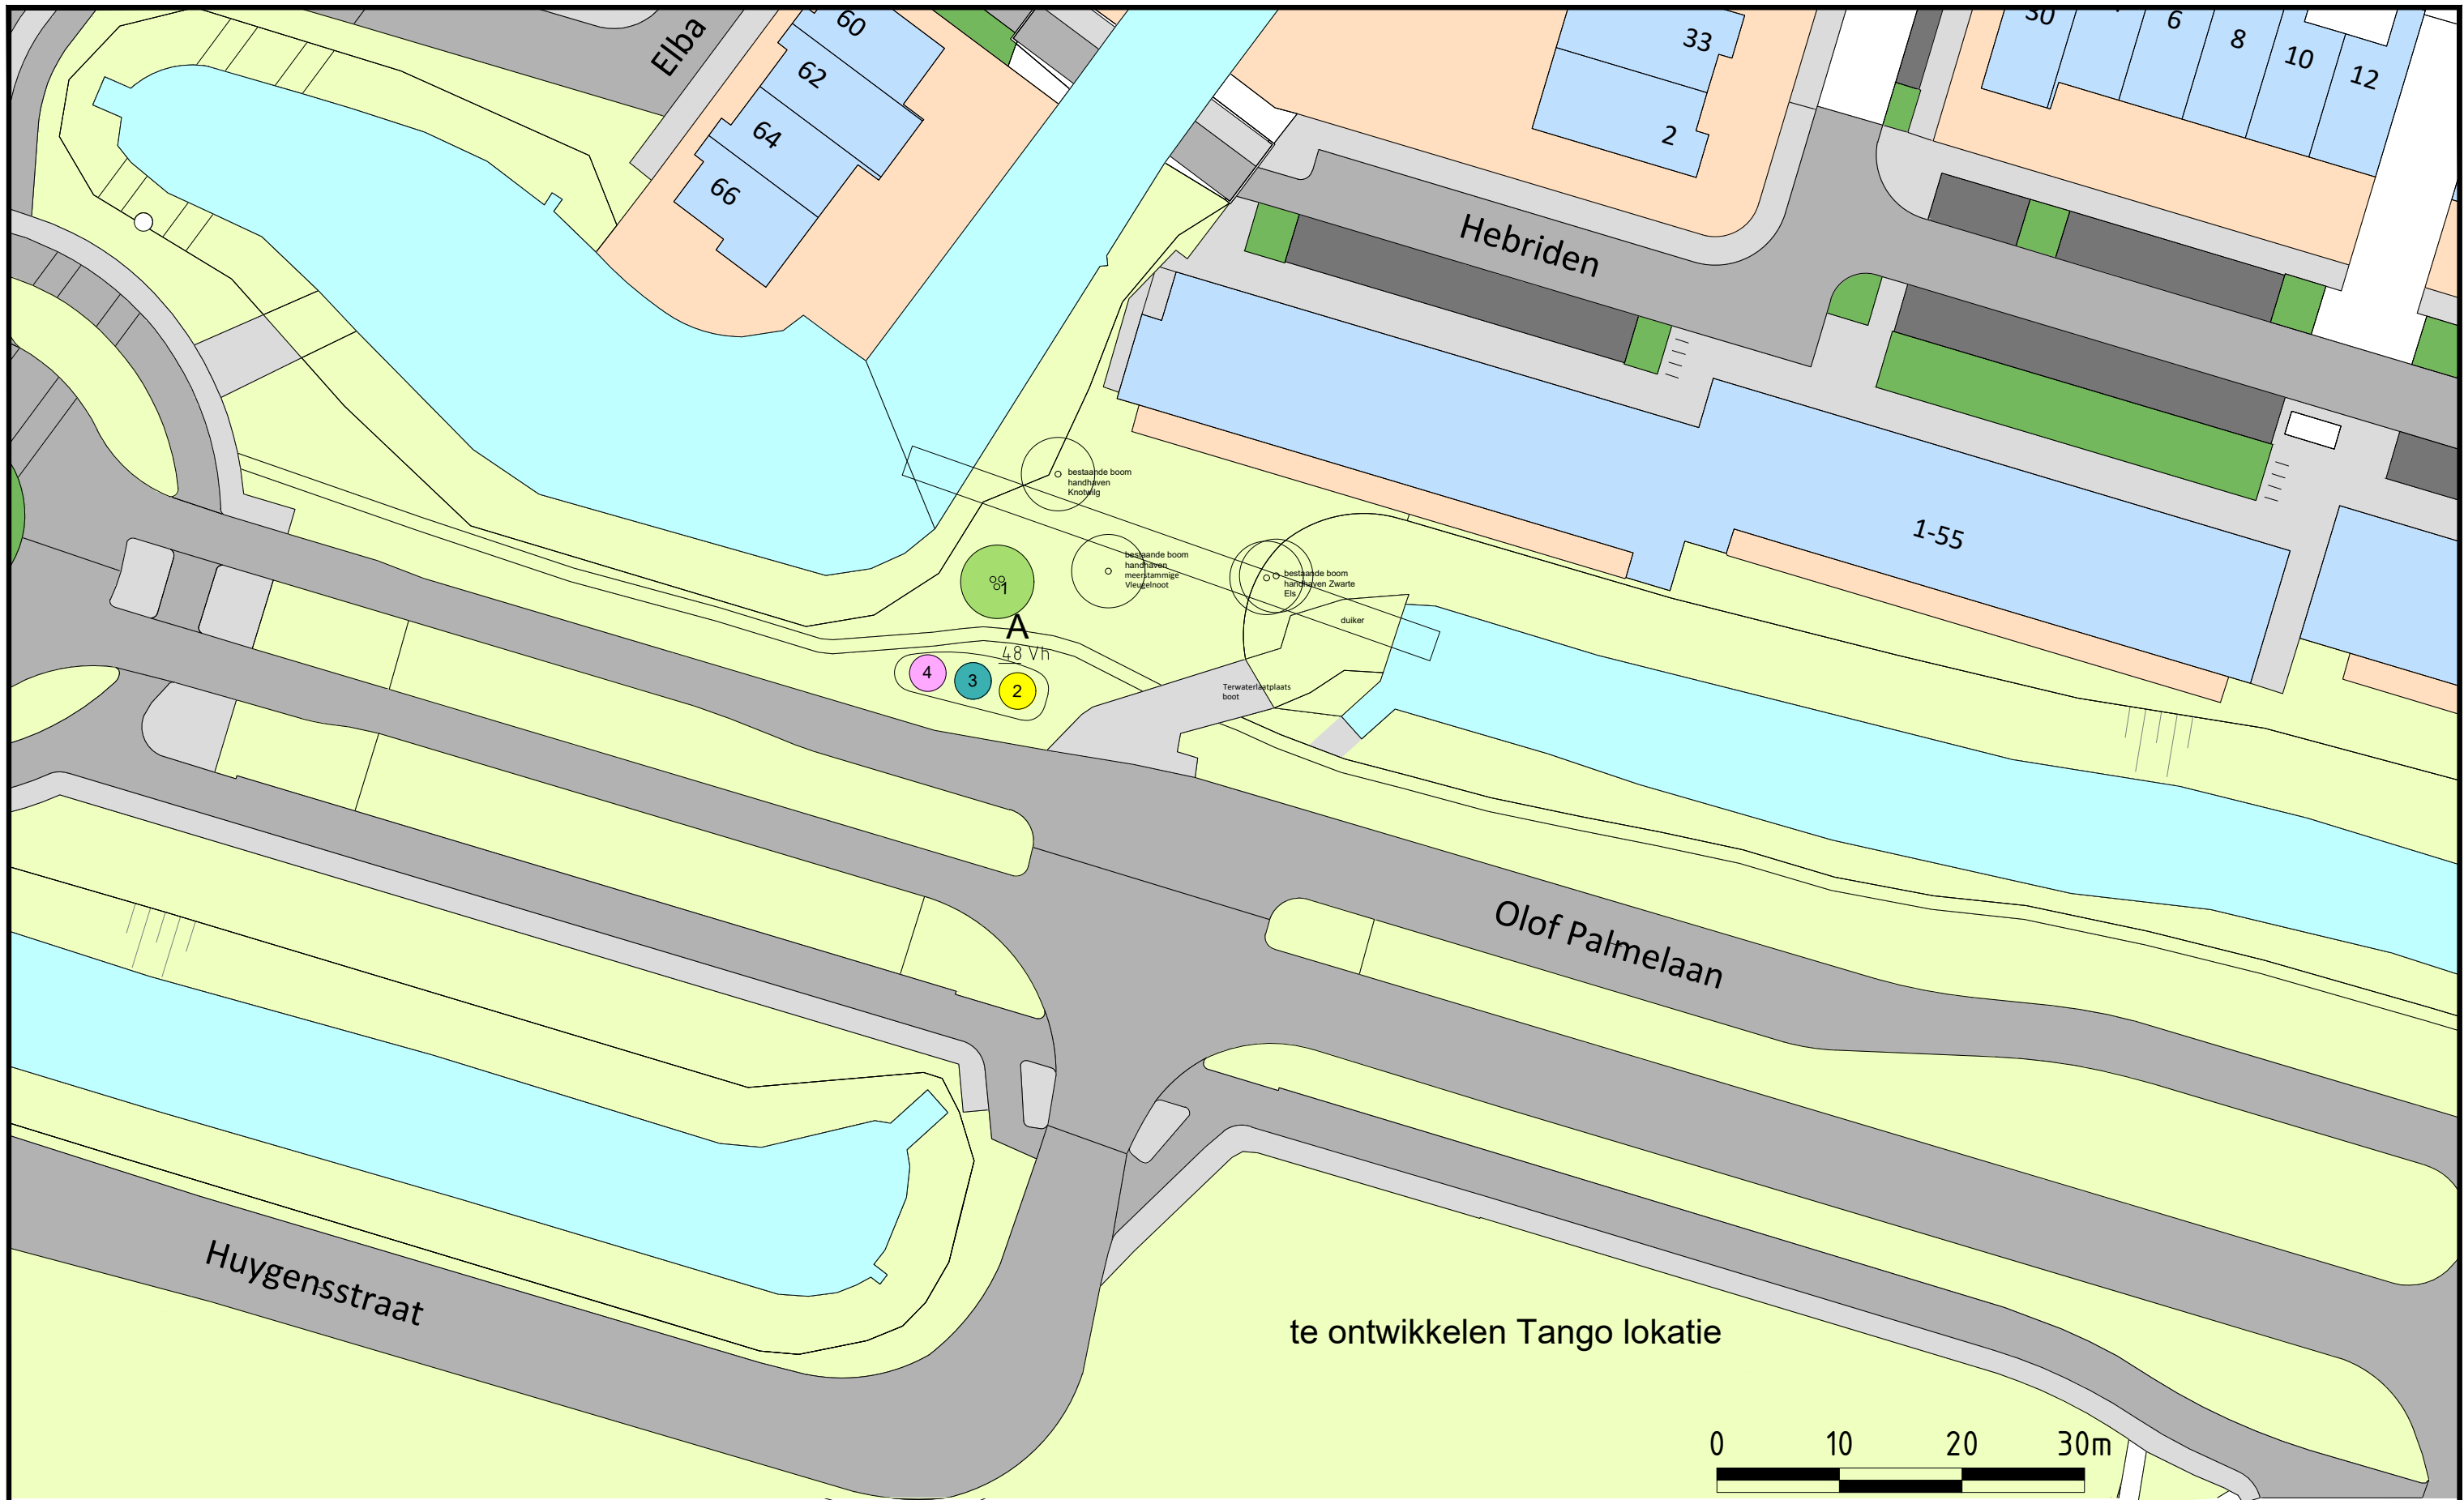 Elba
60
62
64
66
33
2
30
6
8
10
12
Hebriden
1-55
bestaande boom
handhaven
Knotwilg
bestaande boom
handhaven
meerstammige
Vleugelnoot
bestaande boom
handhaven Zwarte
Els
duiker
1
A
48 Vh
4
3
2
Terwaterlaatplaats
boot
Olof Palmelaan
Huygensstraat
te ontwikkelen Tango lokatie
0 10 20 30m